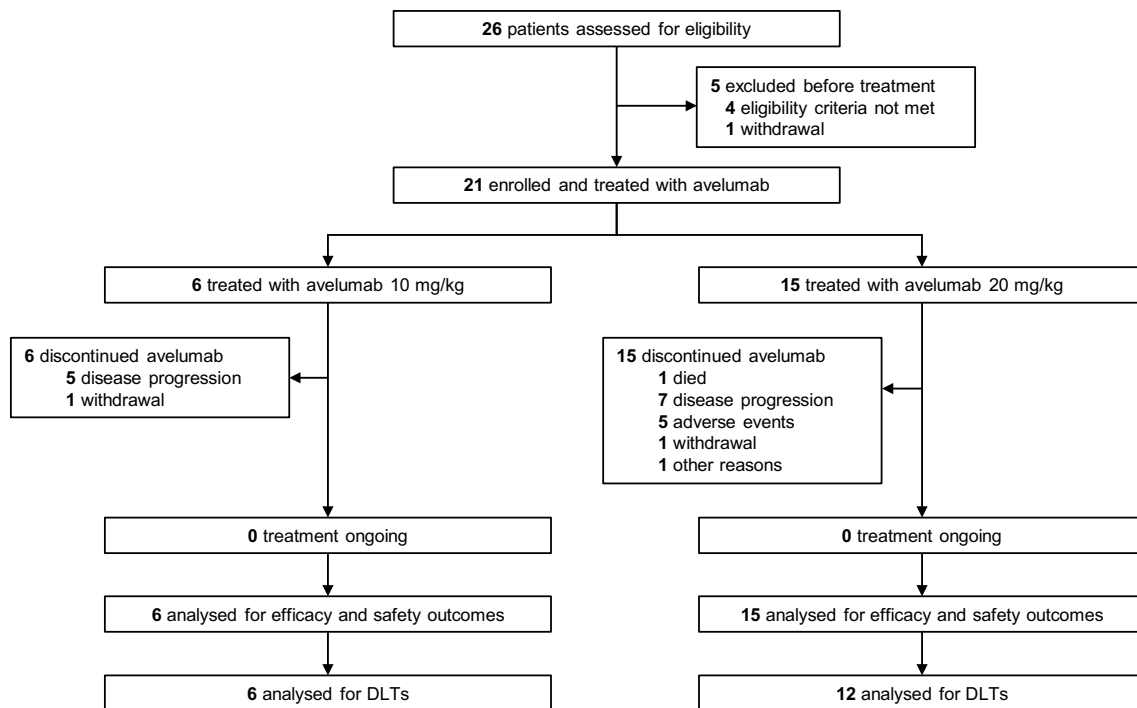 26 patients assessed for eligibility
5 excluded before treatment
4 eligibility criteria not met
1 withdrawal
21 enrolled and treated with avelumab
6 treated with avelumab 10 mg/kg
15 treated with avelumab 20 mg/kg
6 discontinued avelumab
5 disease progression
1 withdrawal
15 discontinued avelumab
1 died
7 disease progression
5 adverse events
1 withdrawal
1 other reasons
0 treatment ongoing
0 treatment ongoing
6 analysed for efficacy and safety outcomes
15 analysed for efficacy and safety outcomes
6 analysed for DLTs
12 analysed for DLTs